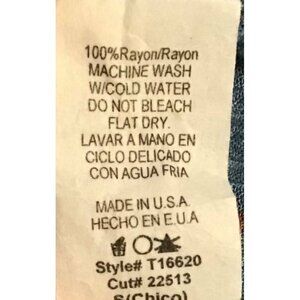 100%Rayon/Rayon
MACHINE WASH
W/COLD WATER
DO NOT BLEACH
FLAT DRY.
LAVAR A MANO EN
CICLO DELICADO
CON AGUA FRIA
MADE IN U.S.A
HECHO EN E.U.A
Style# T16620
Cut# 22513
S(Chico)